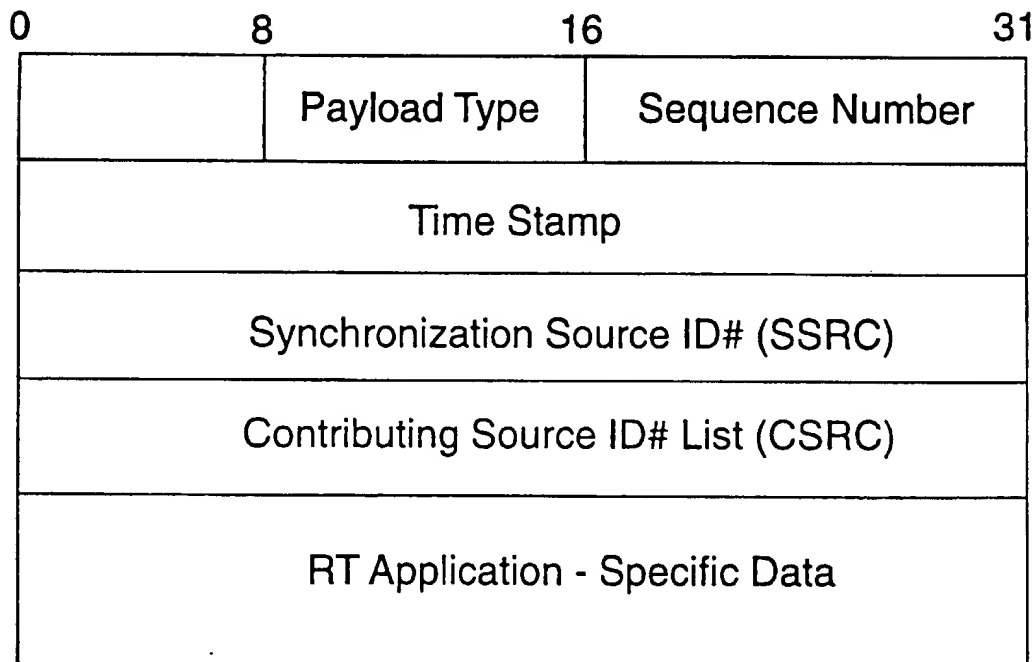 0 8 16 31
Payload Type Sequence Number
Time Stamp
Synchronization Source ID# (SSRC)
Contributing Source ID# List (CSRC)
RT Application - Specific Data